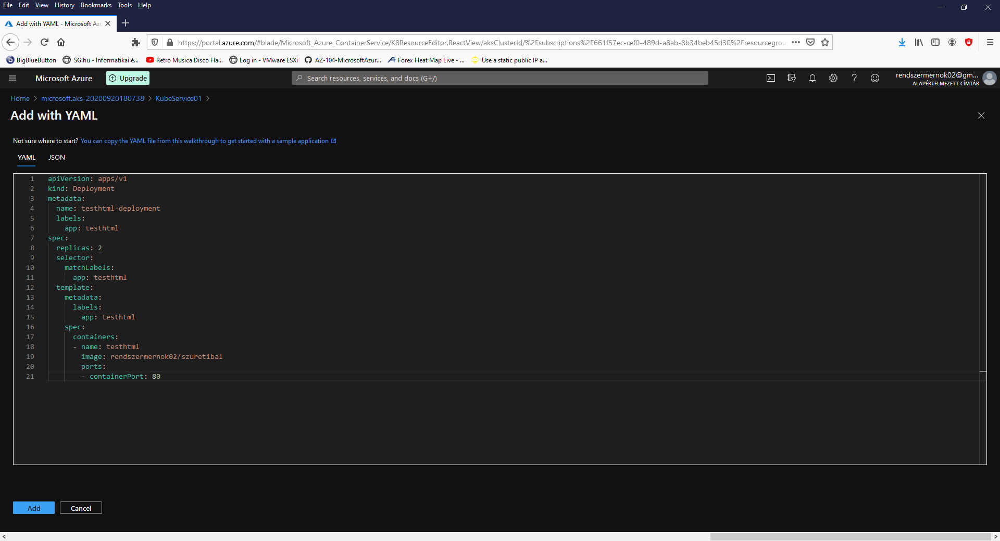 File Edit View History Bookmarks Tools Help
Add with YAML - Microsoft Az
https://portal.azure.com/#blade/Microsoft_Azure_ContainerService/K8ResourceEditor.ReactView/aksClusterId/%2Fsubscriptions%2F661f57ec-cef0-489d-a8ab-8b34beb45d30%2Fresourcegrou
BigBlueButton SG.hu - Informatikai é... Retro Musica Disco Ha... Log in - VMware ESXi AZ-104-MicrosoftAzur... Forex Heat Map Live - ... Use a static public IP a...
Microsoft Azure Upgrade Search resources, services, and docs (G+/) rendszermernok02@gm...
ALAPÉRTELMEZETT CÍMTÁR
Home > microsoft.aks-20200920180738 > KubeService01 >
Add with YAML
Not sure where to start? You can copy the YAML file from this walkthrough to get started with a sample application
YAML JSON
1 apiVersion: apps/v1
2 kind: Deployment
3 metadata:
4   name: testhtml-deployment
5   labels:
6     app: testhtml
7 spec:
8   replicas: 2
9   selector:
10     matchLabels:
11       app: testhtml
12   template:
13     metadata:
14       labels:
15         app: testhtml
16     spec:
17       containers:
18       - name: testhtml
19         image: rendszermernok02/szuretibal
20         ports:
21         - containerPort: 80
Add Cancel